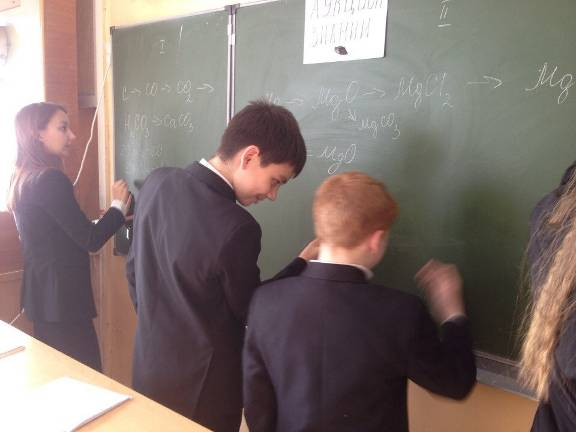 АУКЦИОН
ЗНАНИЙ
I
C → CO → CO₂ →
H₂CO₃ → CaCO₃
II
→ MgO → MgCl₂ → Mg
↘ MgCO₃
= MgO